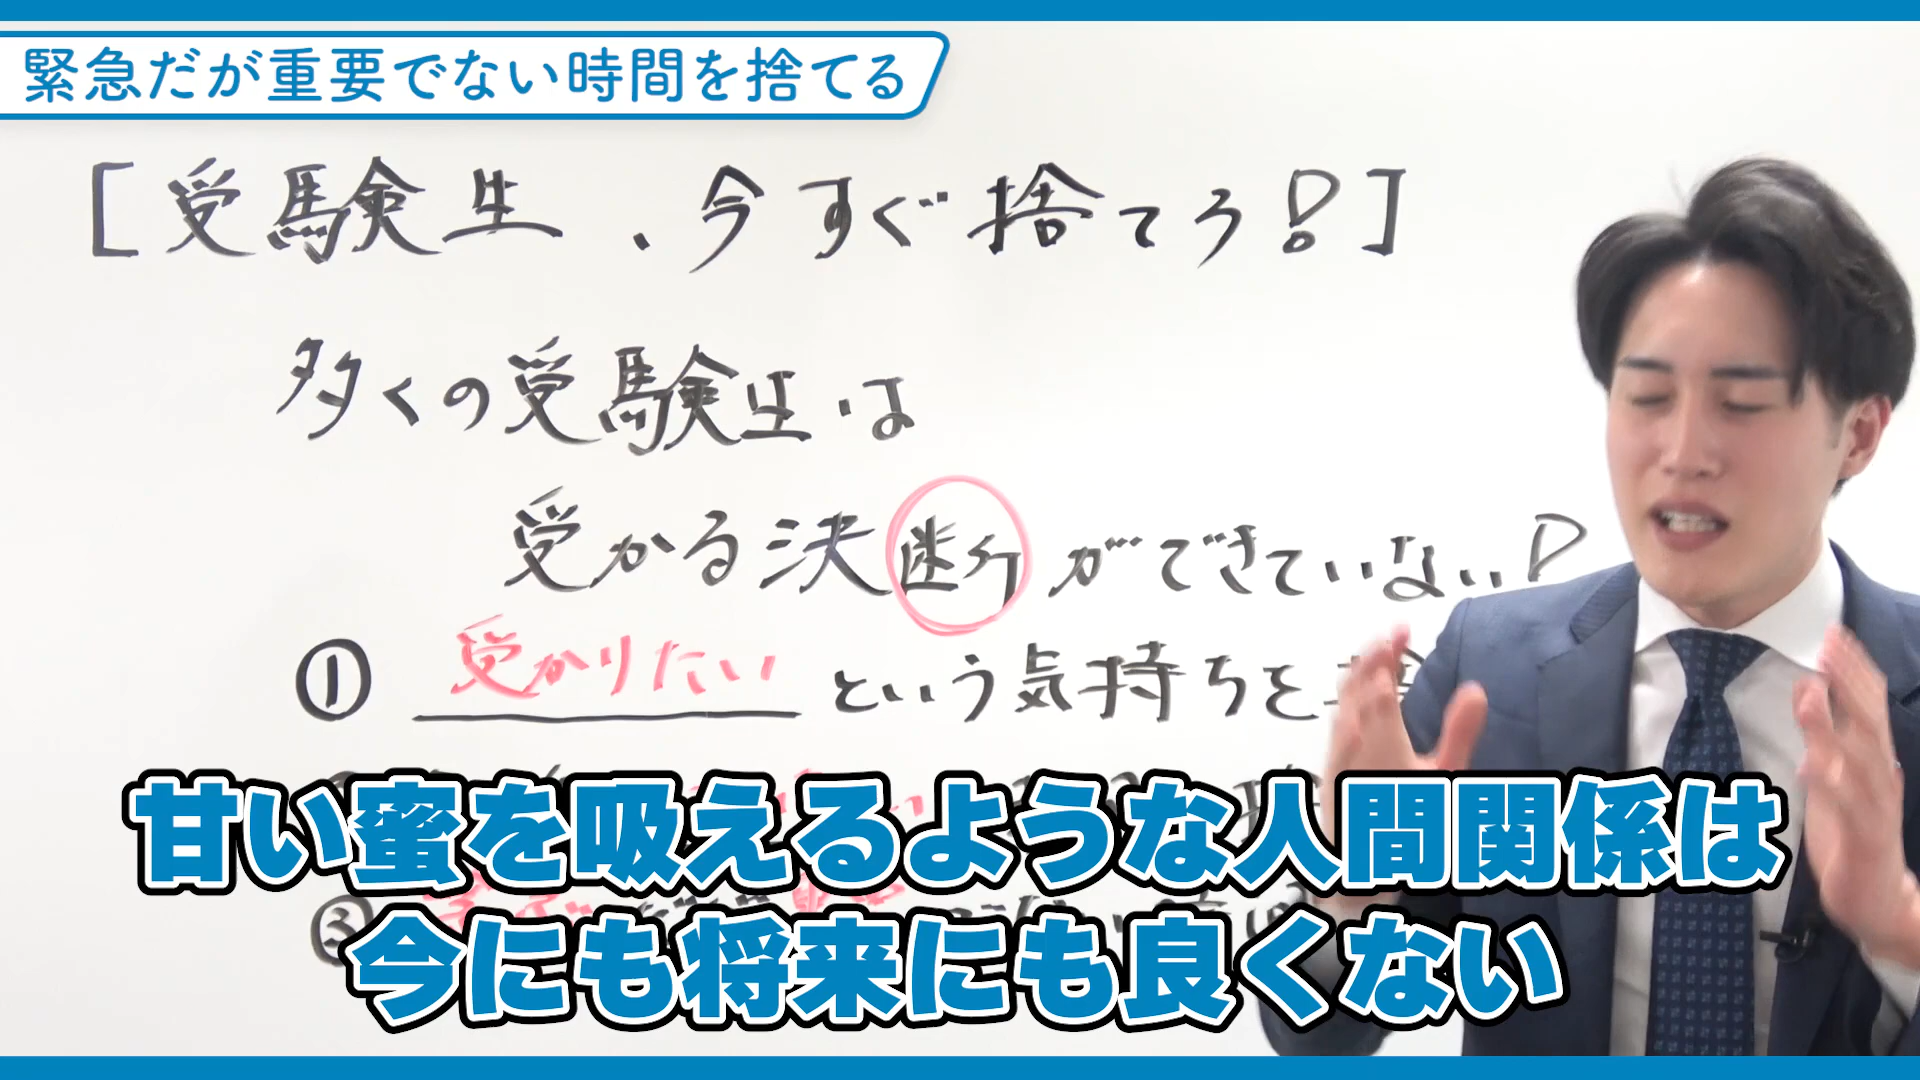 緊急だが重要でない時間を捨てる
[受験生、今すぐ捨てろ!]
多くの受験生は
受かる決断ができていない!
① 受かりたい という気持ちを
甘い蜜を吸えるような人間関係は
③
今にも将来にも良くない